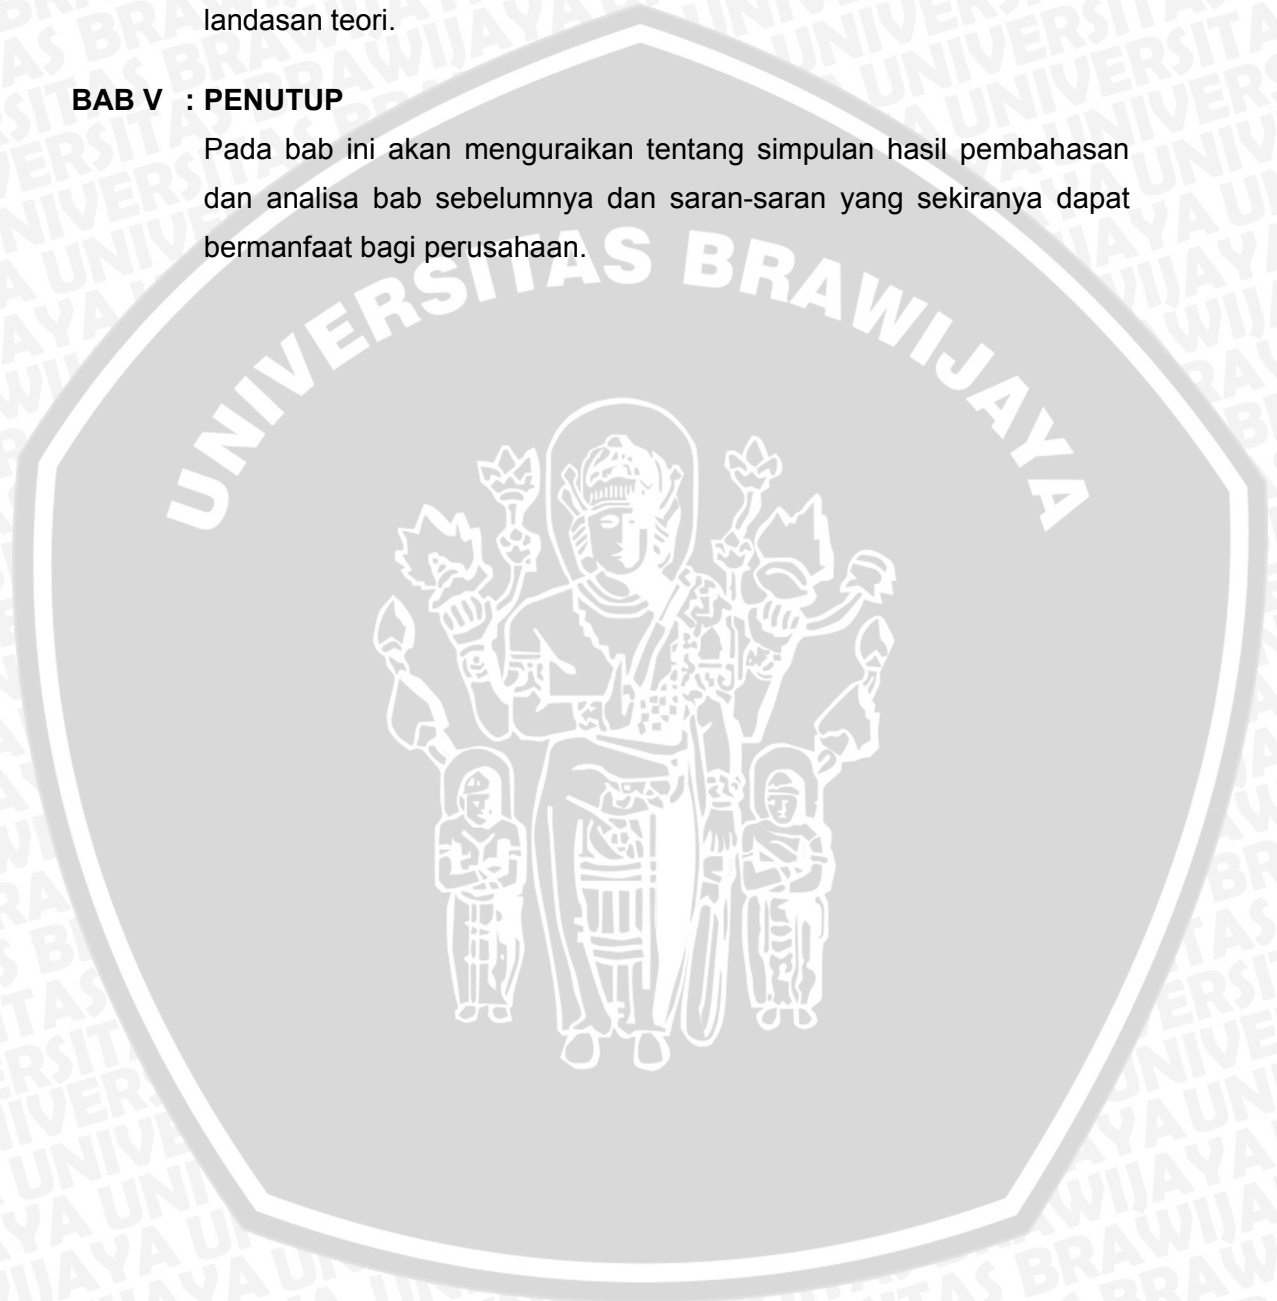 landasan teori.
BAB V : PENUTUP
Pada bab ini akan menguraikan tentang simpulan hasil pembahasan
dan analisa bab sebelumnya dan saran-saran yang sekiranya dapat
bermanfaat bagi perusahaan.
UNIVERSITAS BRAWIJAYA